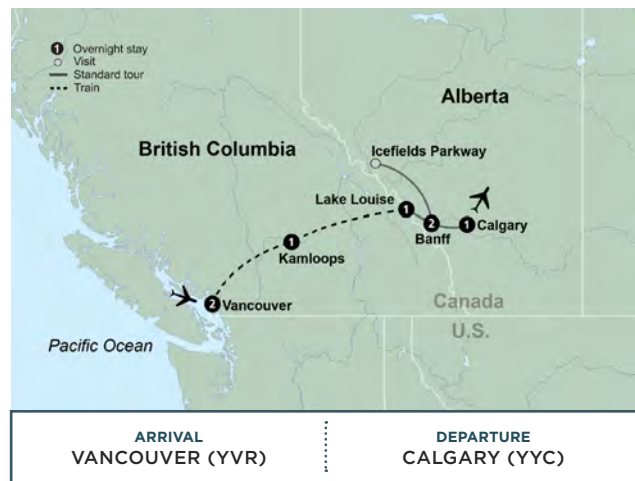 1 Overnight stay
Visit
Standard tour
Train
Alberta
British Columbia
Icefields Parkway
Lake Louise
1
2
1 Calgary
Banff
1
Kamloops
2 Vancouver
Canada
U.S.
Pacific Ocean
ARRIVAL
VANCOUVER (YVR)
DEPARTURE
CALGARY (YYC)